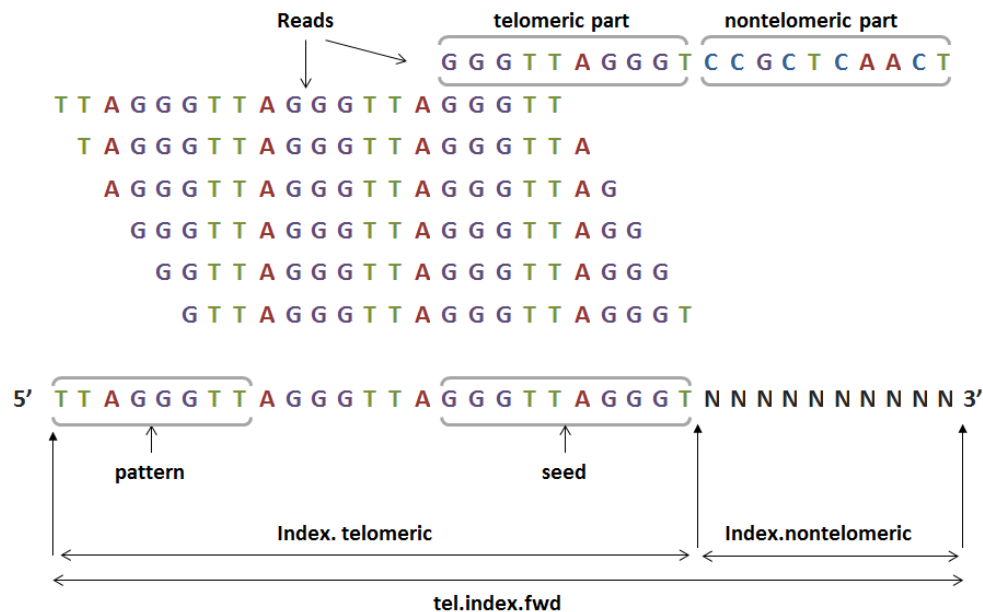 Reads telomeric part nontelomeric part
G G G T T A G G G T C C G C T C A A C T
T T A G G G T T A G G G T T A G G G T T
T A G G G T T A G G G T T A G G G T T A
A G G G T T A G G G T T A G G G T T A G
G G G T T A G G G T T A G G G T T A G G
G G T T A G G G T T A G G G T T A G G G
G T T A G G G T T A G G G T T A G G G T
5’ T T A G G G T T A G G G T T A G G G T T A G G G T N N N N N N N N N N 3’
pattern seed
Index. telomeric Index.nontelomeric
tel.index.fwd